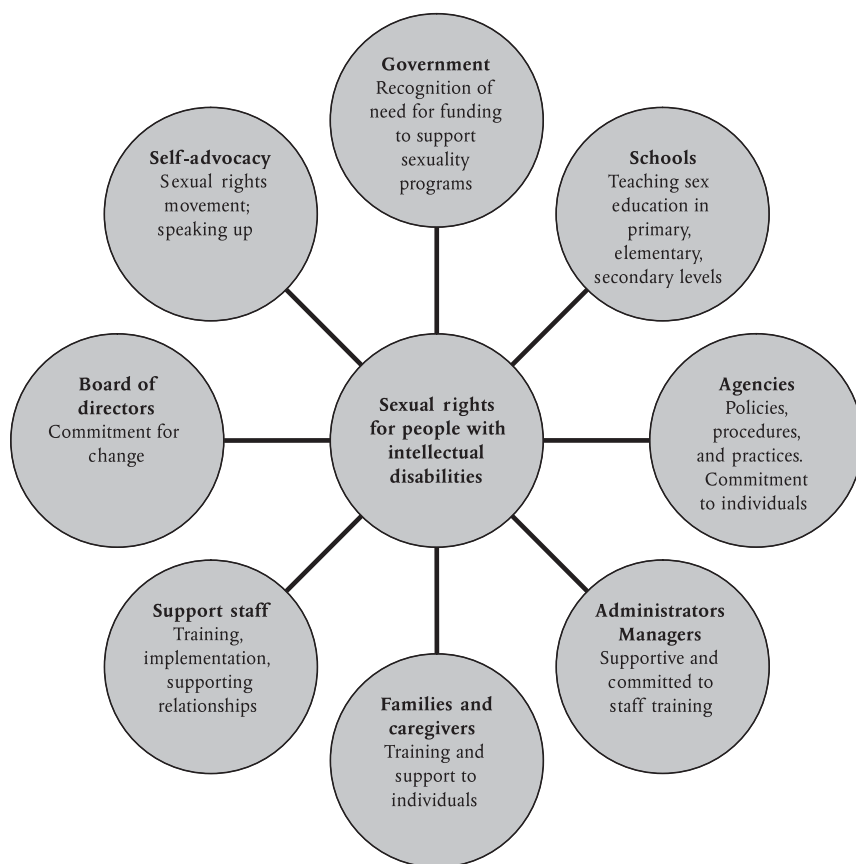 Government
Recognition of
need for funding
to support
sexuality
programs
Self-advocacy
Sexual rights
movement;
speaking up
Schools
Teaching sex
education in
primary,
elementary,
secondary levels
Board of
directors
Commitment for
change
Sexual rights
for people with
intellectual
disabilities
Agencies
Policies,
procedures,
and practices.
Commitment
to individuals
Support staff
Training,
implementation,
supporting
relationships
Families and
caregivers
Training and
support to
individuals
Administrators
Managers
Supportive and
committed to
staff training